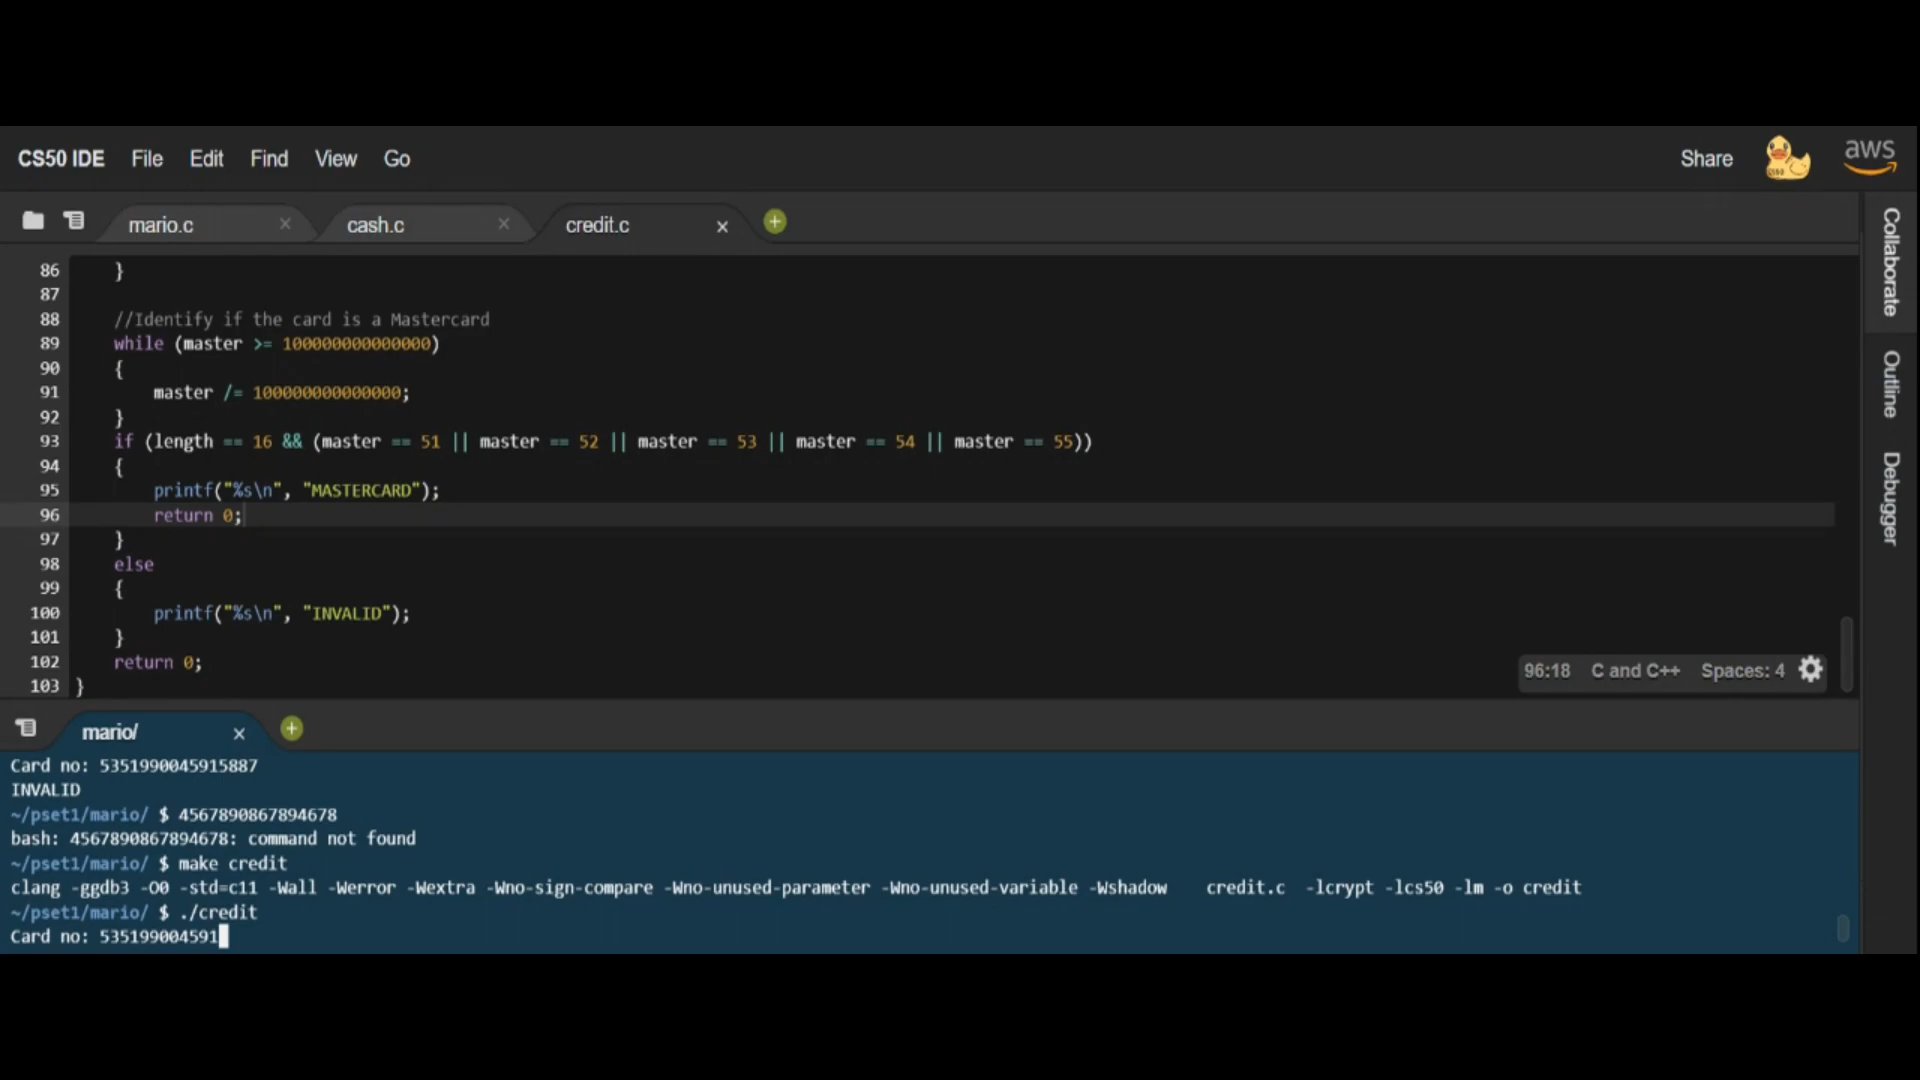 CS50 IDE File Edit Find View Go Share aws
mario.c × cash.c × credit.c ×
Collaborate
Outline
Debugger
86 }
87
88 //Identify if the card is a Mastercard
89 while (master >= 100000000000000)
90 {
91 master /= 100000000000000;
92 }
93 if (length == 16 && (master == 51 || master == 52 || master == 53 || master == 54 || master == 55))
94 {
95 printf("%s\n", "MASTERCARD");
96 return 0;
97 }
98 else
99 {
100 printf("%s\n", "INVALID");
101 }
102 return 0;
103 }
96:18 C and C++ Spaces: 4
mario/ ×
Card no: 5351990045915887
INVALID
~/pset1/mario/ $ 4567890867894678
bash: 4567890867894678: command not found
~/pset1/mario/ $ make credit
clang -ggdb3 -O0 -std=c11 -Wall -Werror -Wextra -Wno-sign-compare -Wno-unused-parameter -Wno-unused-variable -Wshadow credit.c -lcrypt -lcs50 -lm -o credit
~/pset1/mario/ $ ./credit
Card no: 535199004591